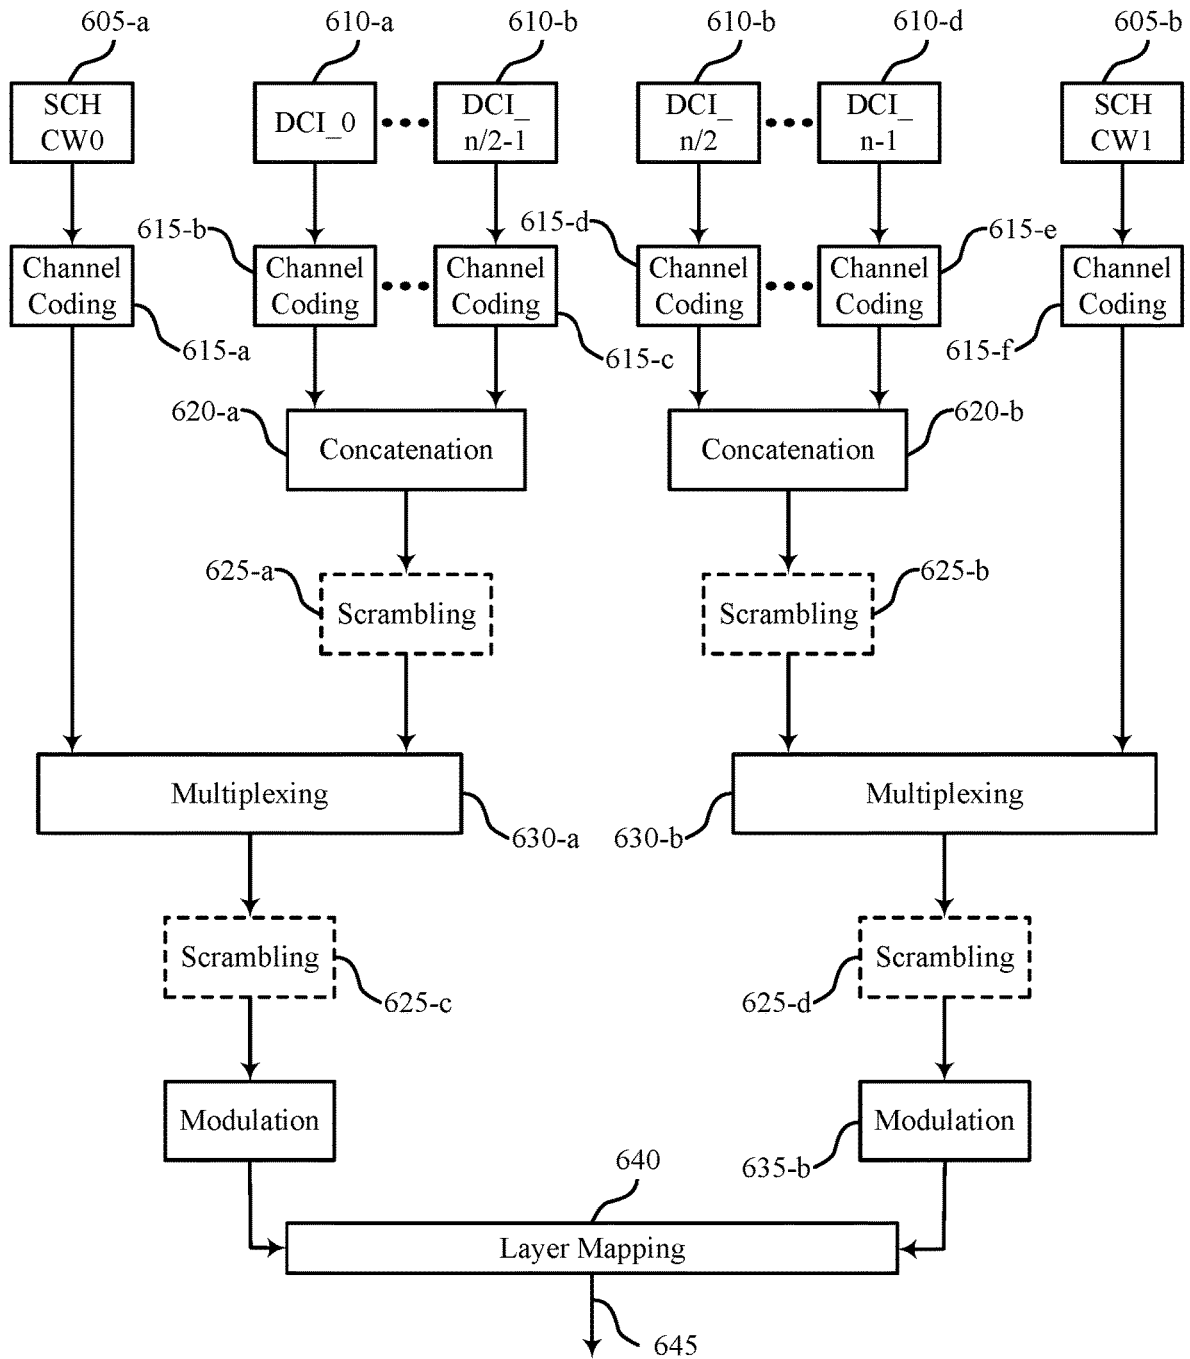 605-a 610-a 610-b 610-b 610-d 605-b
SCH
CW0
DCI_0
DCI_
n/2-1
DCI_
n/2
DCI_
n-1
SCH
CW1
615-b 615-d 615-e
Channel
Coding
Channel
Coding
Channel
Coding
Channel
Coding
Channel
Coding
Channel
Coding
615-a 615-c 615-f
620-a 620-b
Concatenation Concatenation
625-a 625-b
Scrambling Scrambling
Multiplexing Multiplexing
630-a 630-b
Scrambling Scrambling
625-c 625-d
Modulation Modulation
635-b
640
Layer Mapping
645